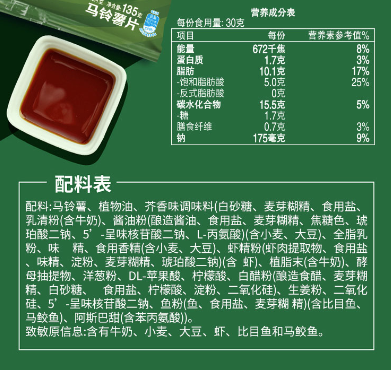 净含量:135克
马铃薯片
营养成分表
每份食用量: 30克
项目 每份 营养素参考值%
能量 672千焦 8%
蛋白质 1.7克 3%
脂肪 10.1克 17%
-饱和脂肪酸 5.0克 25%
-反式脂肪酸 0克
碳水化合物 15.5克 5%
-糖 1.7克
膳食纤维 0.7克 3%
钠 175毫克 9%
配料表
配料:马铃薯、植物油、芥香味调味料(白砂糖、麦芽糊精、食用盐、
乳清粉(含牛奶)、酱油粉(酿造酱油、食用盐、麦芽糊精、焦糖色、琥
珀酸二钠、5’-呈味核苷酸二钠、L-丙氨酸)(含小麦、大豆)、全脂乳
粉、味 精、食用香精(含小麦、大豆)、虾精粉(虾肉提取物、食用盐
、味精、淀粉、麦芽糊精、琥珀酸二钠)(含 虾)、植脂末(含牛奶)、酵
母抽提物、洋葱粉、DL-苹果酸、柠檬酸、白醋粉(酿造食醋、麦芽糊
精、白砂糖、 食用盐、柠檬酸、淀粉、二氧化硅)、生姜粉、二氧化
硅、5’-呈味核苷酸二钠、鱼粉(鱼、食用盐、麦芽糊 精)(含比目鱼、
马鲛鱼)、阿斯巴甜(含苯丙氨酸))。
致敏原信息:含有牛奶、小麦、大豆、虾、比目鱼和马鲛鱼。